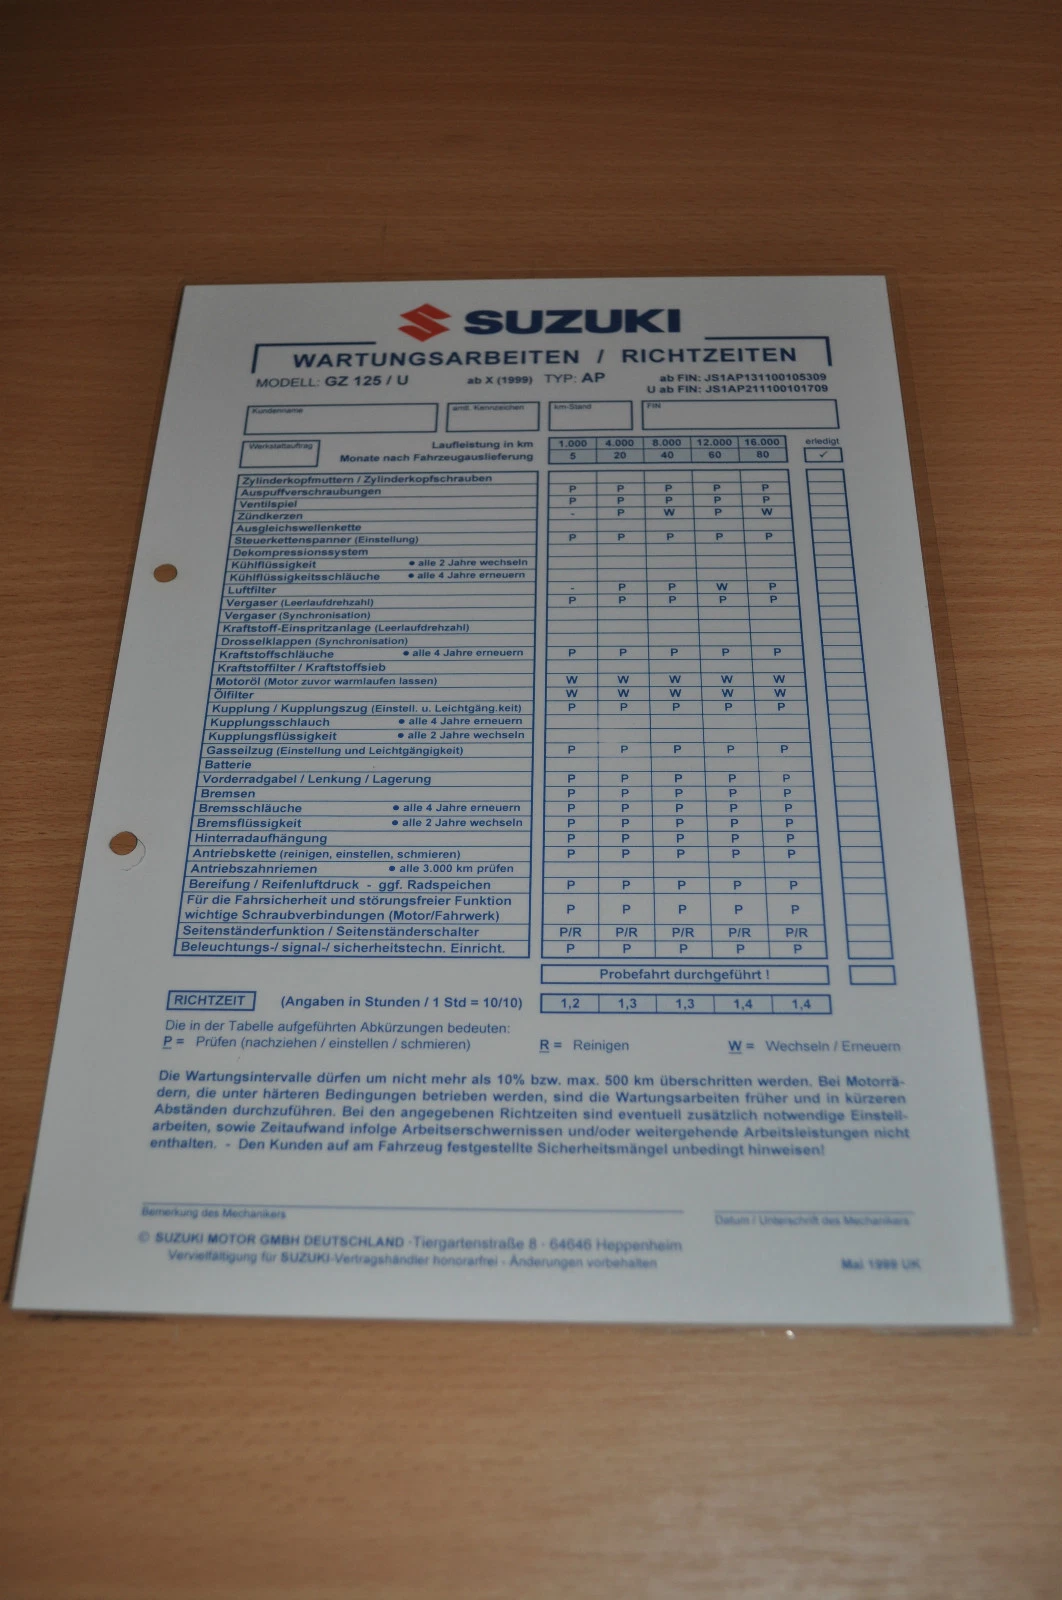 SUZUKI
WARTUNGSARBEITEN / RICHTZEITEN
MODELL: GZ 125 / U ab X (1999) TYP: AP ab FIN: JS1AP131100105309
U ab FIN: JS1AP211100101709
Kundenname amtl. Kennzeichen km-Stand FIN
Werkstattauftrag Laufleistung in km 1.000 4.000 8.000 12.000 16.000 erledigt
Monate nach Fahrzeugauslieferung 5 20 40 60 80 ✓
Zylinderkopfmuttern / Zylinderkopfschrauben
Auspuffverschraubungen P P P P P
Ventilspiel P P P P P
Zündkerzen - P W P W
Ausgleichswellenkette
Steuerkettenspanner (Einstellung) P P P P P
Dekompressionssystem
Kühlflüssigkeit • alle 2 Jahre wechseln
Kühlflüssigkeitsschläuche • alle 4 Jahre erneuern
Luftfilter - P P W P
Vergaser (Leerlaufdrehzahl) P P P P P
Vergaser (Synchronisation)
Kraftstoff-Einspritzanlage (Leerlaufdrehzahl)
Drosselklappen (Synchronisation)
Kraftstoffschläuche • alle 4 Jahre erneuern P P P P P
Kraftstoffilter / Kraftstoffsieb
Motoröl (Motor zuvor warmlaufen lassen) W W W W W
Ölfilter W W W W W
Kupplung / Kupplungszug (Einstell. u. Leichtgäng.keit) P P P P P
Kupplungsschlauch • alle 4 Jahre erneuern
Kupplungsflüssigkeit • alle 2 Jahre wechseln
Gasseilzug (Einstellung und Leichtgängigkeit) P P P P P
Batterie
Vorderradgabel / Lenkung / Lagerung P P P P P
Bremsen P P P P P
Bremsschläuche • alle 4 Jahre erneuern P P P P P
Bremsflüssigkeit • alle 2 Jahre wechseln P P P P P
Hinterradaufhängung P P P P P
Antriebskette (reinigen, einstellen, schmieren) P P P P P
Antriebszahnriemen • alle 3.000 km prüfen
Bereifung / Reifenluftdruck - ggf. Radspeichen P P P P P
Für die Fahrsicherheit und störungsfreier Funktion
wichtige Schraubverbindungen (Motor/Fahrwerk) P P P P P
Seitenständerfunktion / Seitenständerschalter P/R P/R P/R P/R P/R
Beleuchtungs-/ signal-/ sicherheitstechn. Einricht. P P P P P
Probefahrt durchgeführt !
RICHTZEIT (Angaben in Stunden / 1 Std = 10/10) 1,2 1,3 1,3 1,4 1,4
Die in der Tabelle aufgeführten Abkürzungen bedeuten:
P = Prüfen (nachziehen / einstellen / schmieren) R = Reinigen W = Wechseln / Erneuern
Die Wartungsintervalle dürfen um nicht mehr als 10% bzw. max. 500 km überschritten werden. Bei Motorrä-
dern, die unter härteren Bedingungen betrieben werden, sind die Wartungsarbeiten früher und in kürzeren
Abständen durchzuführen. Bei den angegebenen Richtzeiten sind eventuell zusätzlich notwendige Einstell-
arbeiten, sowie Zeitaufwand infolge Arbeitserschwernissen und/oder weitergehende Arbeitsleistungen nicht
enthalten. - Den Kunden auf am Fahrzeug festgestellte Sicherheitsmängel unbedingt hinweisen!
Bemerkung des Mechanikers Datum / Unterschrift des Mechanikers
© SUZUKI MOTOR GMBH DEUTSCHLAND · Tiergartenstraße 8 · 64646 Heppenheim
Vervielfältigung für SUZUKI-Vertragshändler honorarfrei - Änderungen vorbehalten Mai 1999 UK